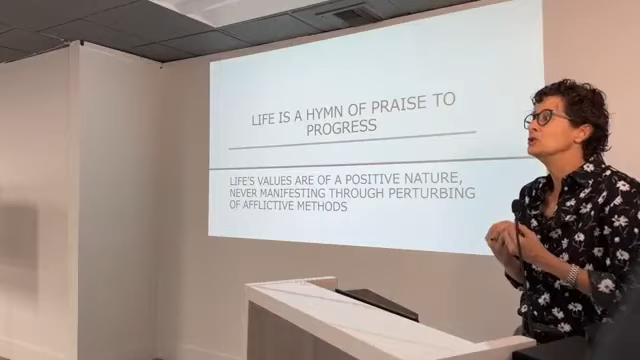 LIFE IS A HYMN OF PRAISE TO
PROGRESS
LIFE'S VALUES ARE OF A POSITIVE NATURE,
NEVER MANIFESTING THROUGH PERTURBING
OF AFFLICTIVE METHODS